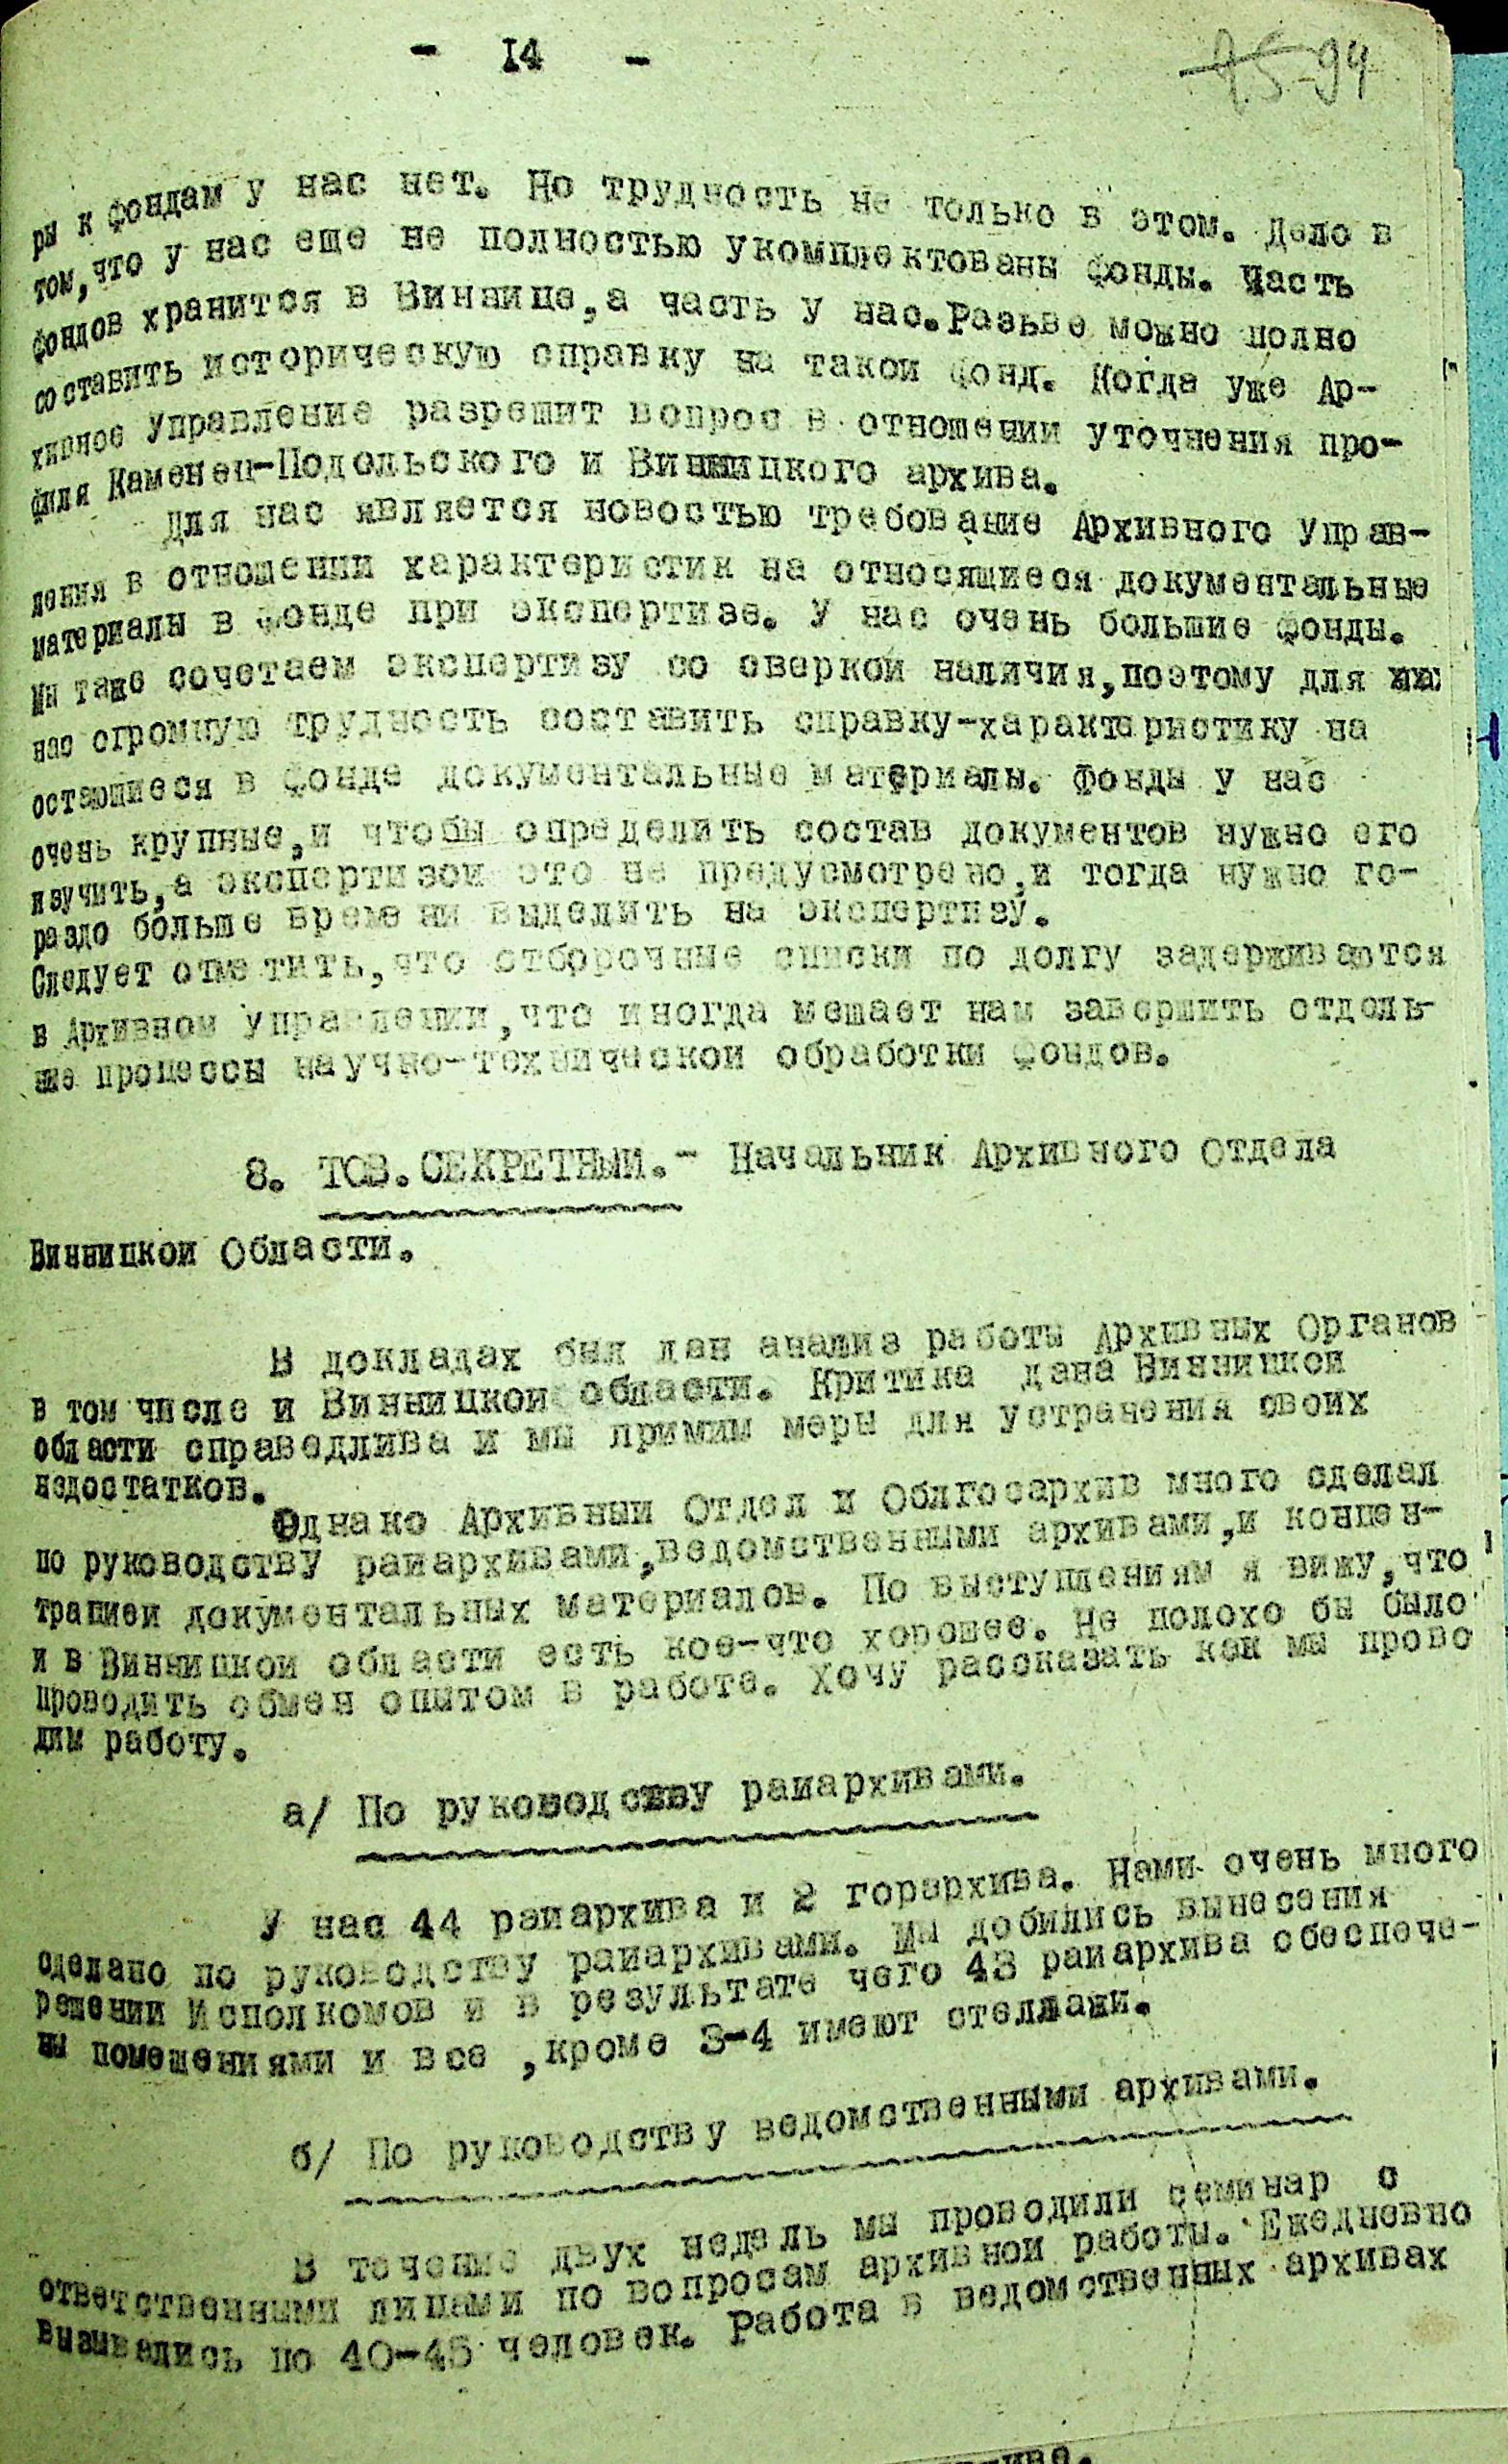 - I4 -
95 94
ры к фондам у нас нет. Но трудность не только в этом. Дело в
том,что у нас еще не полностью укомплектованы фонды. Часть
фондов хранится в Виннице,а часть у нас.Разьве можно полно
составить историческую справку на такой фонд. Когда уже Ар-
хивное Управление разрешит вопрос в отношении уточнения про-
филя Каменец-Подольского и Винницкого архива.
Для нас является новостью требование Архивного Управ-
ления в отношении характеристик на относящиеся документальные
материалы в фонде при экспертизе. У нас очень большие фонды.
Мы также сочетаем экспертизу со сверкой наличия,поэтому для
нас огромную трудность составить справку-характеристику на
остающиеся в фонде документальные материалы. Фонды у нас
очень крупные,и чтобы определить состав документов нужно его
изучить,а экспертизой это не предусмотрено,и тогда нужно го-
раздо больше времени выделить на экспертизу.
Следует отметить,что отборочные списки по долгу задерживаются
в Архивном Управлении,что иногда мешает нам завершить отдель-
ные процессы научно-технической обработки фондов.
8. ТОВ.СЕКРЕТНЫЙ.- Начальник Архивного Отдела
Винницкой Области.
В докладах был дан анализ работы Архивных Органов
в том числе и Винницкой области. Критика дана Винницкой
области справедлива и мы примим меры для устранения своих
недостатков.
Однако Архивный Отдел и Облгосархив много сделал
по руководству райархивами,ведомственными архивами,и концен-
трацией документальных материалов. По выступлениям я вижу,что
и в Винницкой области есть кое-что хорошее. Не плохо бы было
проводить обмен опытом в работе. Хочу рассказать как мы прово
дим работу.
а/ По руководству райархивами.
У нас 44 райархива и 2 горархива. Нами очень много
сделано по руководству райархивами. Мы добились вынесения
решений Исполкомов и в результате чего 43 райархива обеспече-
ны помещениями и все ,кроме 3-4 имеют стеллажи.
б/ По руководству ведомственными архивами.
В течение двух недель мы проводили семинар с
ответственными лицами по вопросам архивной работы. Ежедневно
вызывались по 40-45 человек. Работа в ведомственных архивах